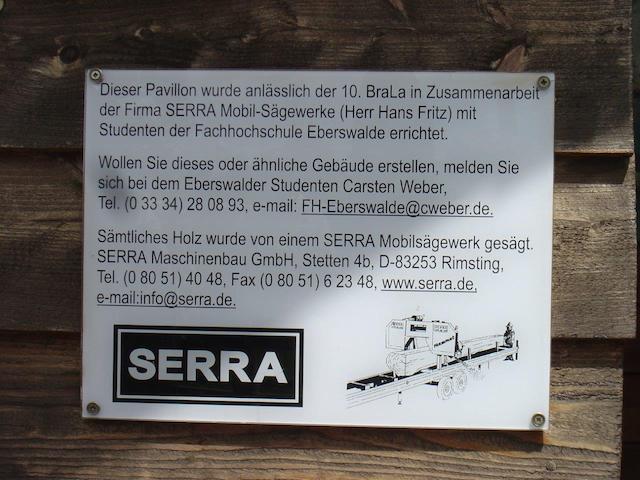 Dieser Pavillon wurde anlässlich der 10. BraLa in Zusammenarbeit
der Firma SERRA Mobil-Sägewerke (Herr Hans Fritz) mit
Studenten der Fachhochschule Eberswalde errichtet.
Wollen Sie dieses oder ähnliche Gebäude erstellen, melden Sie
sich bei dem Eberswalder Studenten Carsten Weber,
Tel. (0 33 34) 28 08 93, e-mail: FH-Eberswalde@cweber.de.
Sämtliches Holz wurde von einem SERRA Mobilsägewerk gesägt.
SERRA Maschinenbau GmbH, Stetten 4b, D-83253 Rimsting,
Tel. (0 80 51) 40 48, Fax (0 80 51) 6 23 48, www.serra.de,
e-mail:info@serra.de.
SERRA